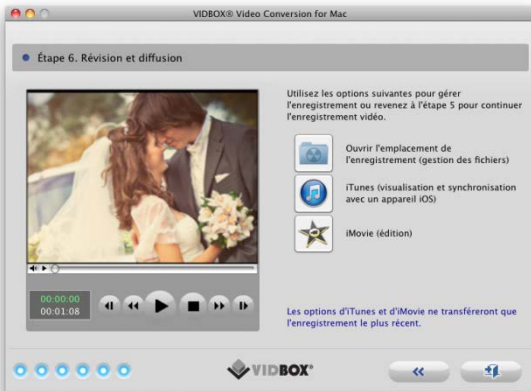 VIDBOX® Video Conversion for Mac
Étape 6. Révision et diffusion
Utilisez les options suivantes pour gérer
l'enregistrement ou revenez à l'étape 5 pour continuer
l'enregistrement vidéo.
Ouvrir l'emplacement de
l'enregistrement (gestion des fichiers)
iTunes (visualisation et synchronisation
avec un appareil iOS)
iMovie (édition)
00:00:00
00:01:08
Les options d'iTunes et d'iMovie ne transféreront que
l'enregistrement le plus récent.
VIDBOX®